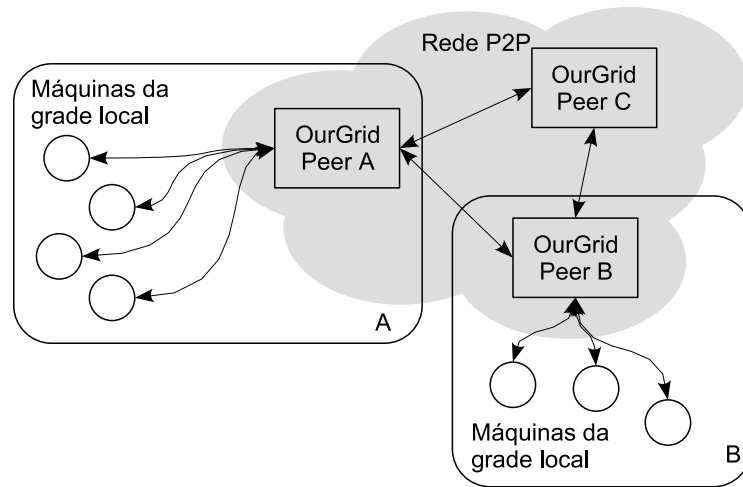 Rede P2P
OurGrid
Peer C
Máquinas da
grade local
OurGrid
Peer A
OurGrid
Peer B
A
Máquinas da
grade local
B